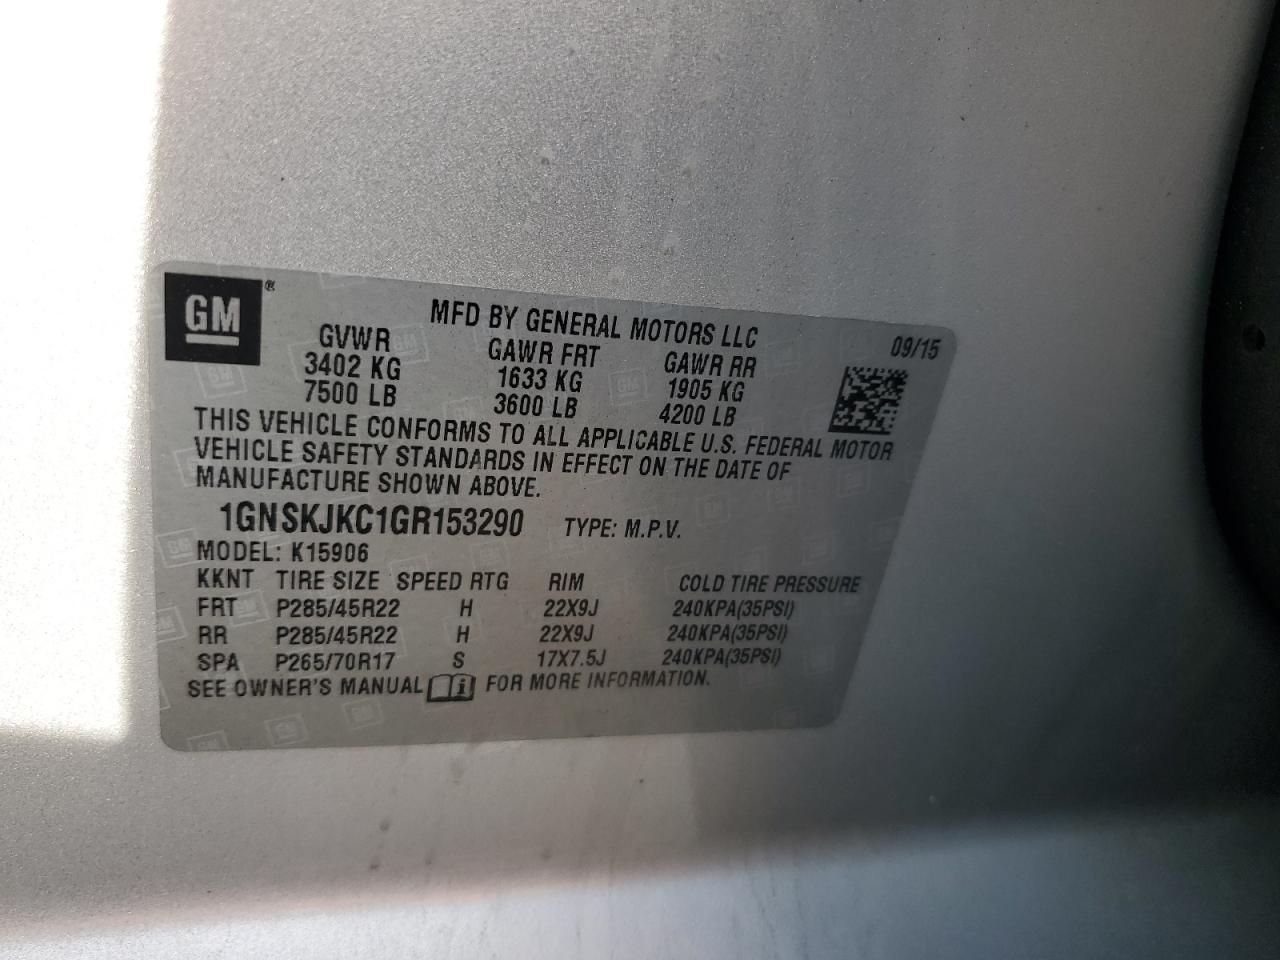 GM ®
MFD BY GENERAL MOTORS LLC
09/15
GVWR GAWR FRT GAWR RR
3402 KG 1633 KG 1905 KG
7500 LB 3600 LB 4200 LB
THIS VEHICLE CONFORMS TO ALL APPLICABLE U.S. FEDERAL MOTOR
VEHICLE SAFETY STANDARDS IN EFFECT ON THE DATE OF
MANUFACTURE SHOWN ABOVE.
1GNSKJKC1GR153290 TYPE: M.P.V.
MODEL: K15906
KKNT TIRE SIZE SPEED RTG RIM COLD TIRE PRESSURE
FRT P285/45R22 H 22X9J 240KPA(35PSI)
RR P285/45R22 H 22X9J 240KPA(35PSI)
SPA P265/70R17 S 17X7.5J 240KPA(35PSI)
SEE OWNER'S MANUAL i FOR MORE INFORMATION.